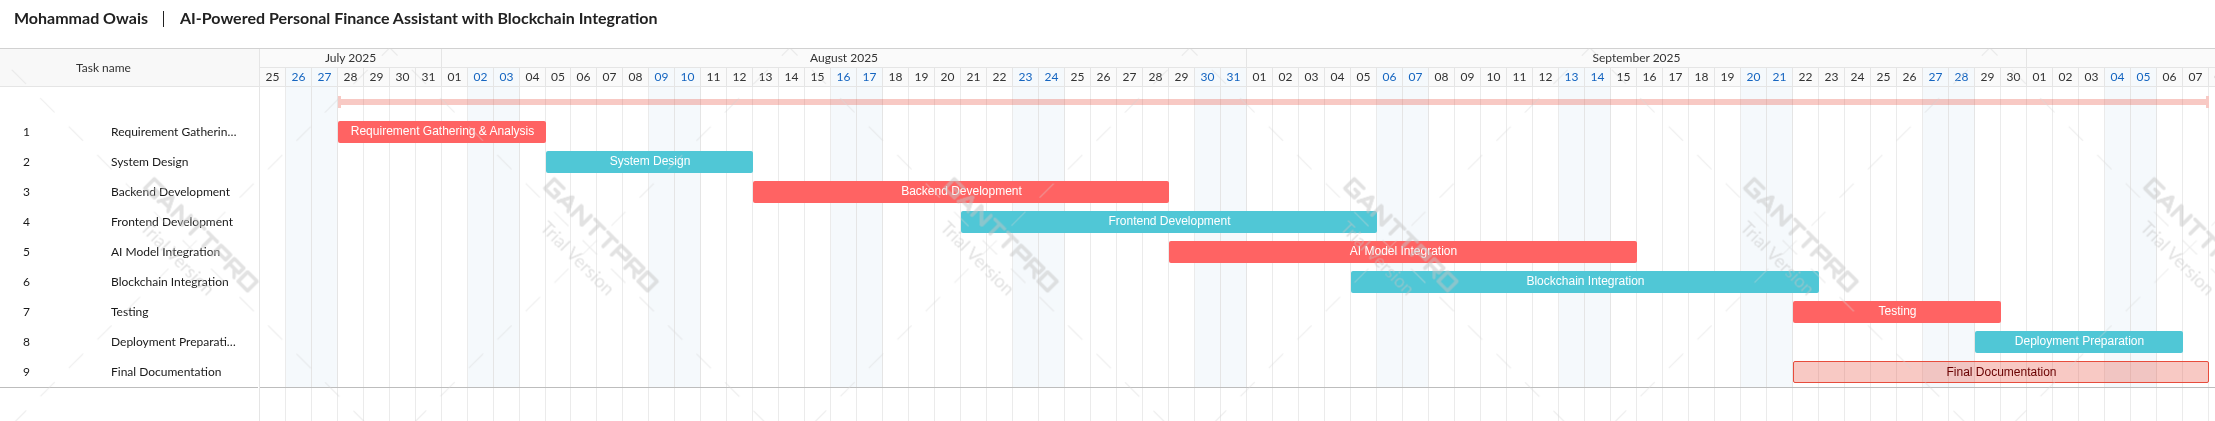 Mohammad Owais | AI-Powered Personal Finance Assistant with Blockchain Integration
Task name
July 2025 August 2025 September 2025
25 26 27 28 29 30 31 01 02 03 04 05 06 07 08 09 10 11 12 13 14 15 16 17 18 19 20 21 22 23 24 25 26 27 28 29 30 31 01 02 03 04 05 06 07 08 09 10 11 12 13 14 15 16 17 18 19 20 21 22 23 24 25 26 27 28 29 30 01 02 03 04 05 06 07
1 Requirement Gatherin... Requirement Gathering & Analysis
2 System Design System Design
3 Backend Development Backend Development
4 Frontend Development Frontend Development
5 AI Model Integration AI Model Integration
6 Blockchain Integration Blockchain Integration
7 Testing Testing
8 Deployment Preparati... Deployment Preparation
9 Final Documentation Final Documentation
GANTTPRO
Trial Version
GANTTPRO
Trial Version
GANTTPRO
Trial Version
GANTTPRO
Trial Version
GANTTPRO
Trial Version
GANTTPRO
Trial Version